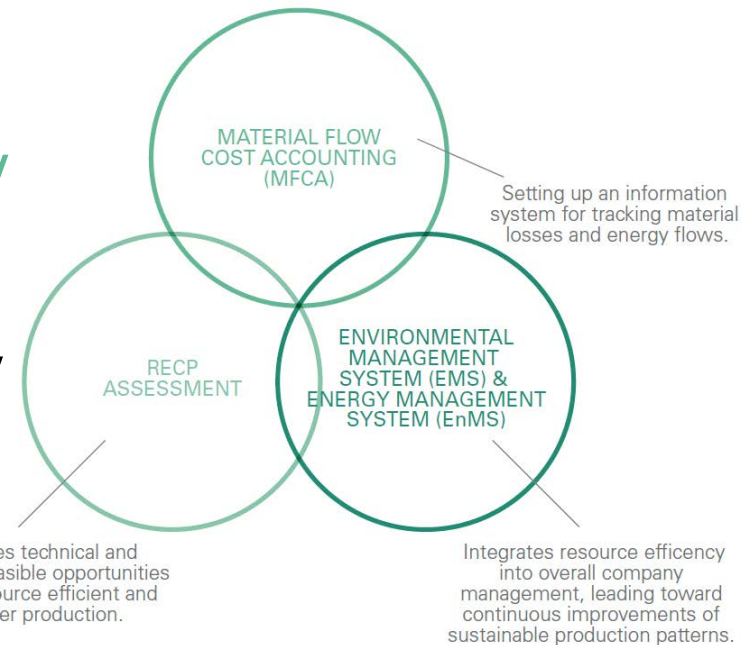 MATERIAL FLOW
COST ACCOUNTING
(MFCA)
Setting up an information
system for tracking material
losses and energy flows.
RECP
ASSESSMENT
ENVIRONMENTAL
MANAGEMENT
SYSTEM (EMS) &
ENERGY MANAGEMENT
SYSTEM (EnMS)
technical and
opportunities
efficient and
production.
Integrates resource efficency
into overall company
management, leading toward
continuous improvements of
sustainable production patterns.